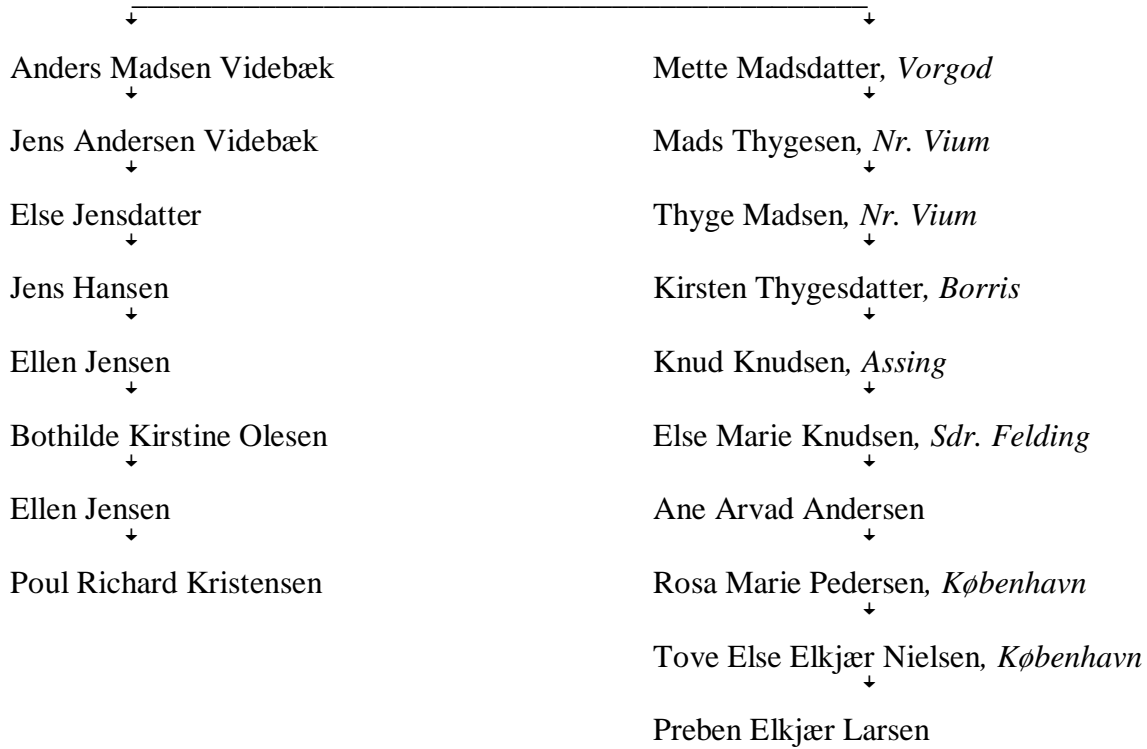 Anders Madsen Videbæk
Mette Madsdatter, Vorgod
Jens Andersen Videbæk
Mads Thygesen, Nr. Vium
Else Jensdatter
Thyge Madsen, Nr. Vium
Jens Hansen
Kirsten Thygesdatter, Borris
Ellen Jensen
Knud Knudsen, Assing
Bothilde Kirstine Olesen
Else Marie Knudsen, Sdr. Felding
Ellen Jensen
Ane Arvad Andersen
Poul Richard Kristensen
Rosa Marie Pedersen, København
Tove Else Elkjær Nielsen, København
Preben Elkjær Larsen